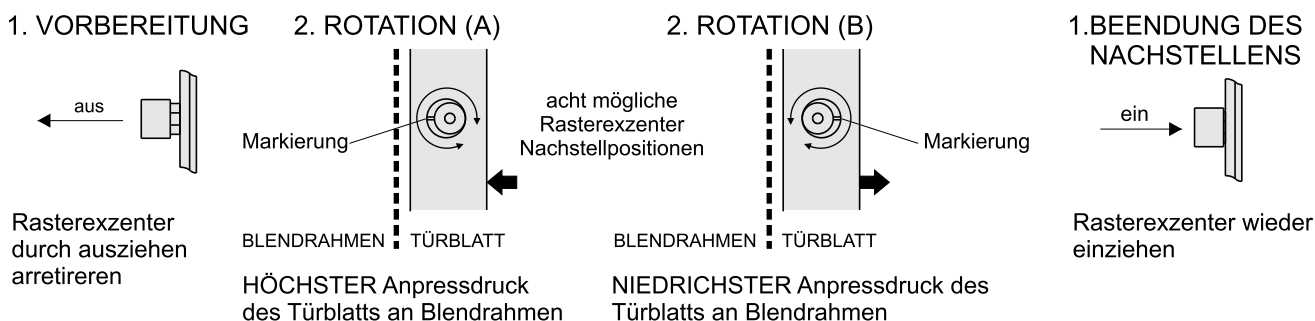 1. VORBEREITUNG
aus
Rasterexzenter
durch ausziehen
arretireren
2. ROTATION (A)
Markierung
BLENDRAHMEN
TÜRBLATT
HÖCHSTER Anpressdruck
des Türblatts an Blendrahmen
acht mögliche
Rasterexzenter
Nachstellpositionen
2. ROTATION (B)
Markierung
BLENDRAHMEN
TÜRBLATT
NIEDRICHSTER Anpressdruck des
Türblatts an Blendrahmen
1.BEENDUNG DES
NACHSTELLENS
ein
Rasterexzenter wieder
einziehen